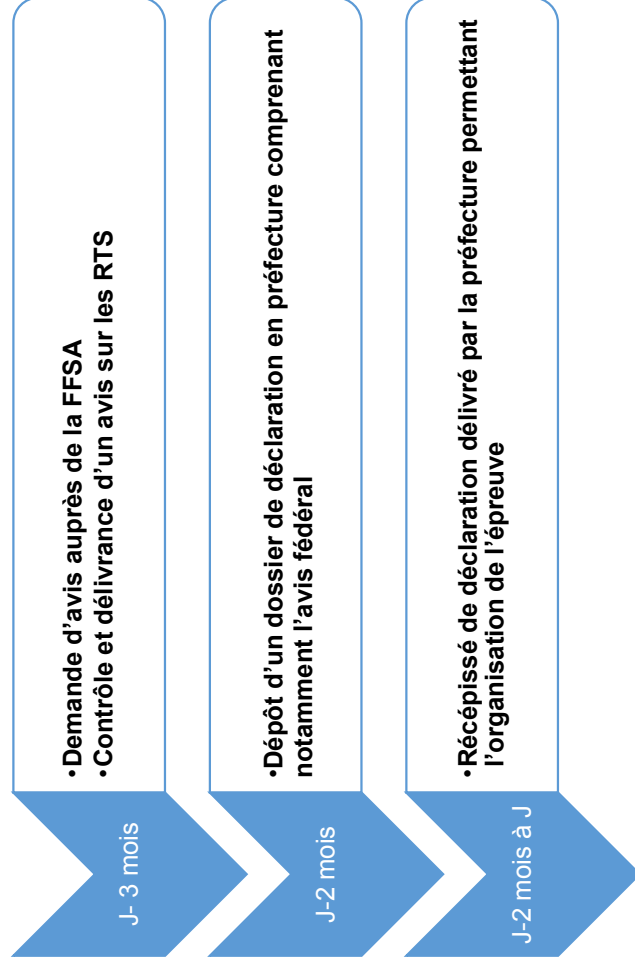 J- 3 mois
•Demande d'avis auprès de la FFSA
•Contrôle et délivrance d'un avis sur les RTS
J-2 mois
•Dépôt d'un dossier de déclaration en préfecture comprenant
notamment l'avis fédéral
J-2 mois à J
•Récépissé de déclaration délivré par la préfecture permettant
l'organisation de l'épreuve